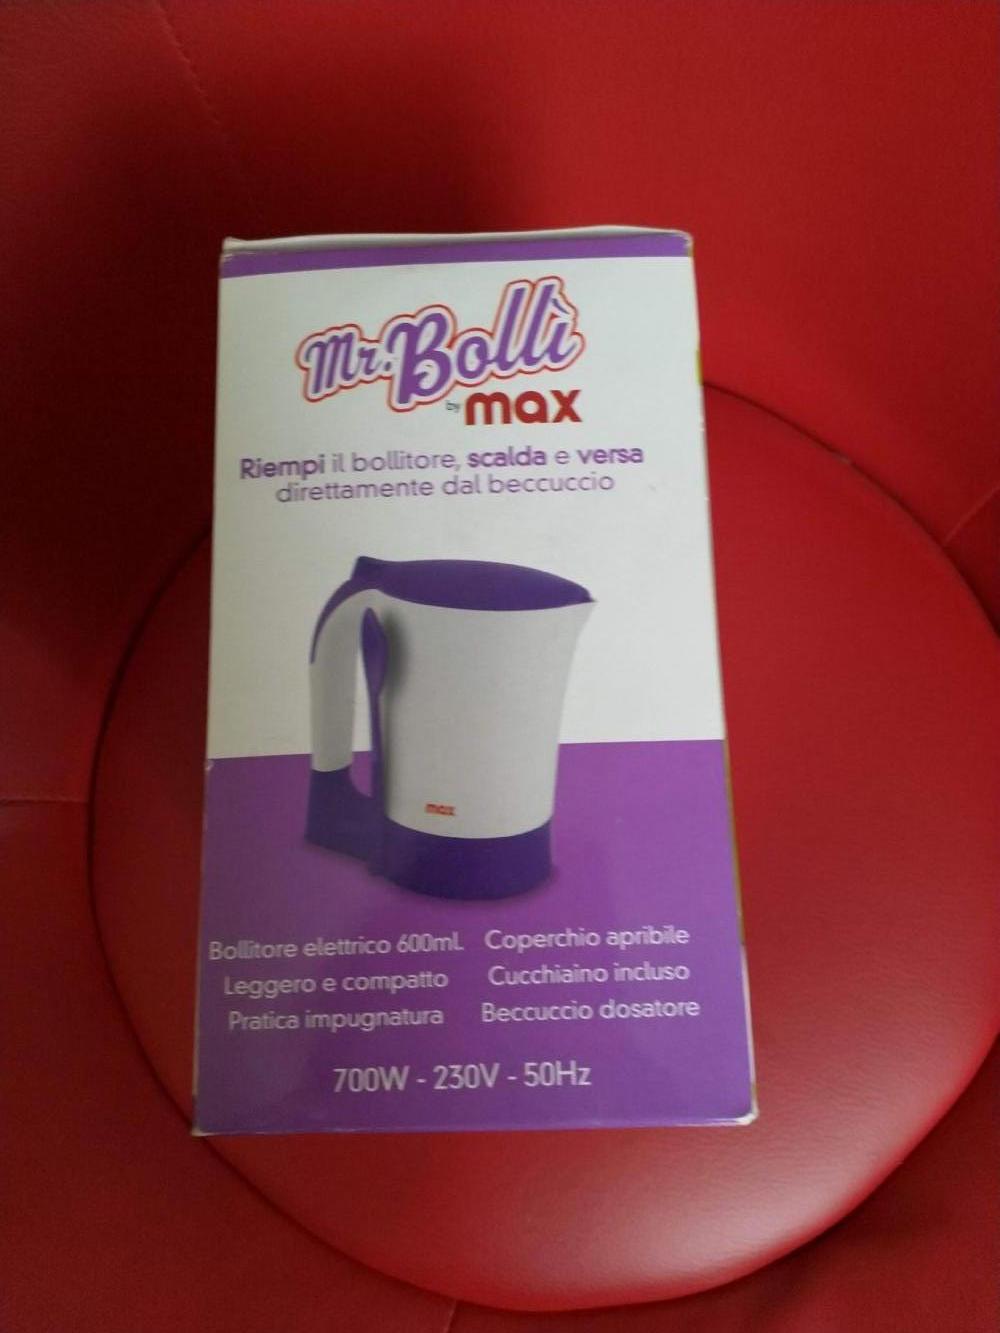 Mr. Bollì
by max
Riempi il bollitore, scalda e versa
direttamente dal beccuccio
max
Bollitore elettrico 600ml
Leggero e compatto
Pratica impugnatura
Coperchio apribile
Cucchiaino incluso
Beccuccio dosatore
700W - 230V - 50Hz